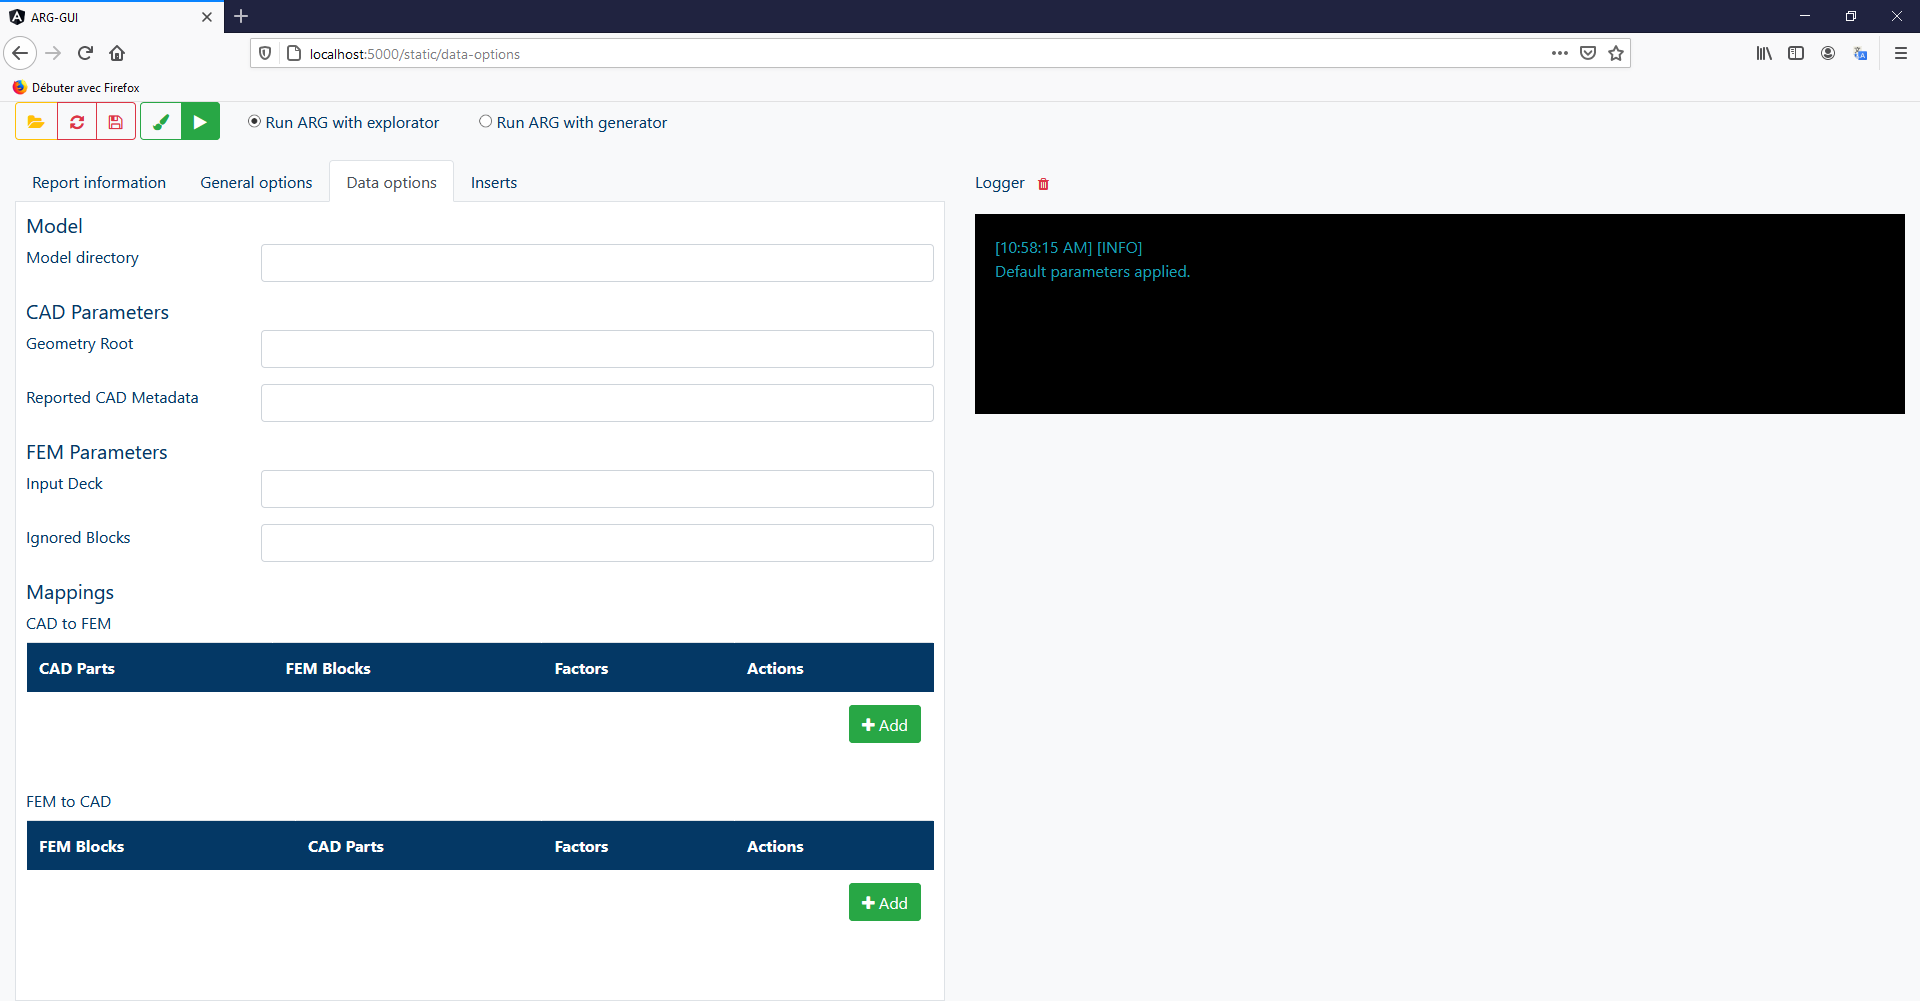 ARG-GUI
localhost:5000/static/data-options
Débuter avec Firefox
Run ARG with explorator Run ARG with generator
Report information General options Data options Inserts
Model
Model directory
CAD Parameters
Geometry Root
Reported CAD Metadata
FEM Parameters
Input Deck
Ignored Blocks
Mappings
CAD to FEM
CAD Parts FEM Blocks Factors Actions
Add
FEM to CAD
FEM Blocks CAD Parts Factors Actions
Add
Logger
[10:58:15 AM] [INFO]
Default parameters applied.